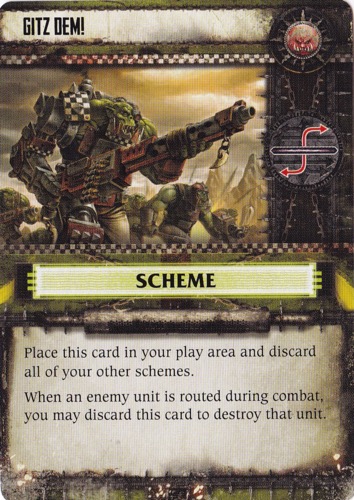 GITZ DEM!
SCHEME
Place this card in your play area and discard
all of your other schemes.
When an enemy unit is routed during combat,
you may discard this card to destroy that unit.